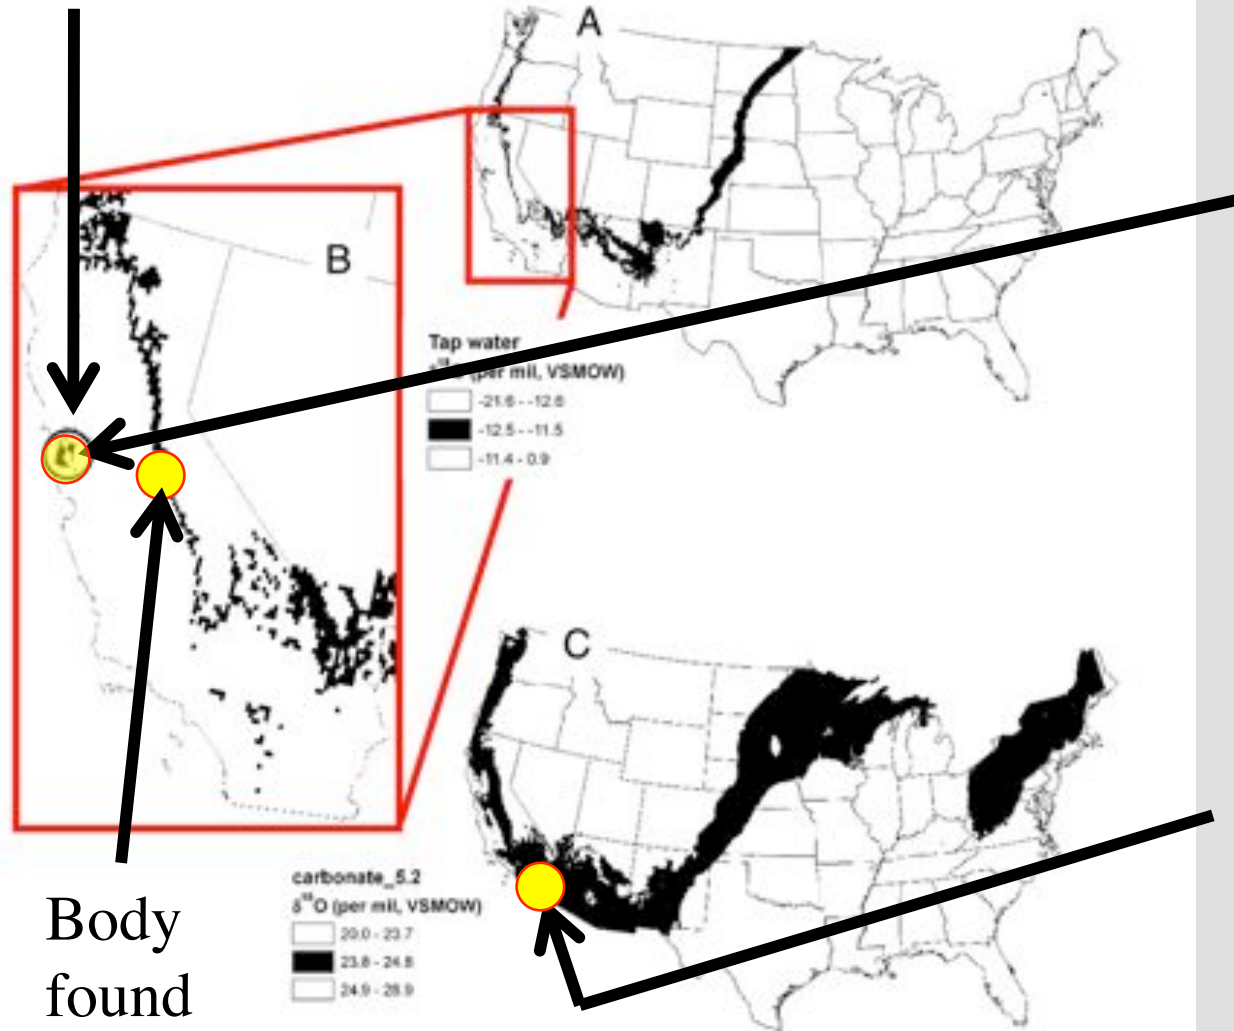 A
B
Tap water
(per mil, VSMOW)
-21.6 - -12.6
-12.5 - -11.5
-11.4 - 0.9
C
carbonate_5.2
δ¹⁸O (per mil, VSMOW)
20.0 - 23.7
23.8 - 24.8
24.9 - 28.9
Body
found